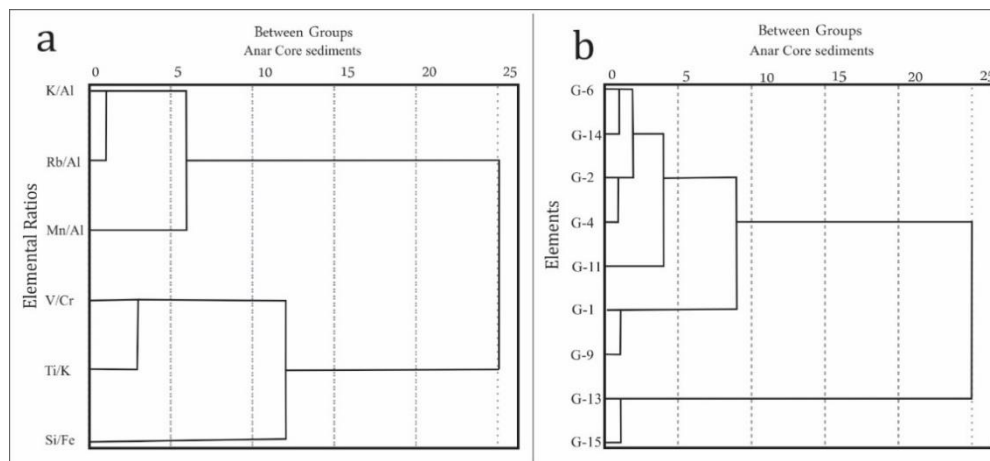 a
Between Groups
Anar Core sediments
0 5 10 15 20 25
Elemental Ratios
K/Al
Rb/Al
Mn/Al
V/Cr
Ti/K
Si/Fe
b
Between Groups
Anar Core sediments
0 5 10 15 20 25
Elements
G-6
G-14
G-2
G-4
G-11
G-1
G-9
G-13
G-15